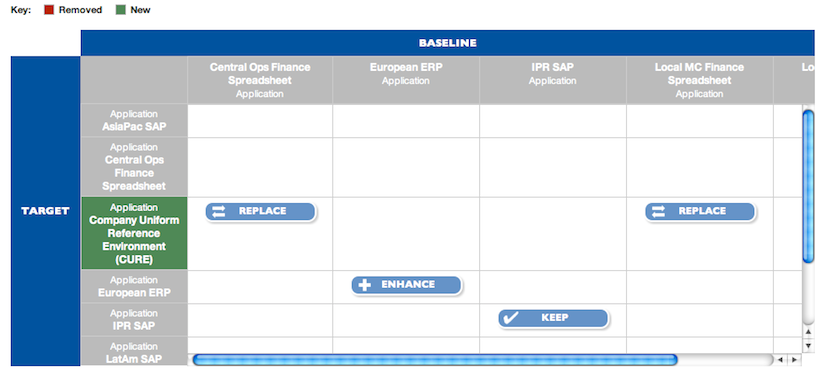 Key: Removed New
BASELINE
Central Ops Finance
Spreadsheet
Application
European ERP
Application
IPR SAP
Application
Local MC Finance
Spreadsheet
Application
Lo
TARGET
Application
AsiaPac SAP
Application
Central Ops
Finance
Spreadsheet
Application
Company Uniform
Reference
Environment
(CURE)
REPLACE
REPLACE
Application
European ERP
ENHANCE
Application
IPR SAP
KEEP
Application
LatAm SAP